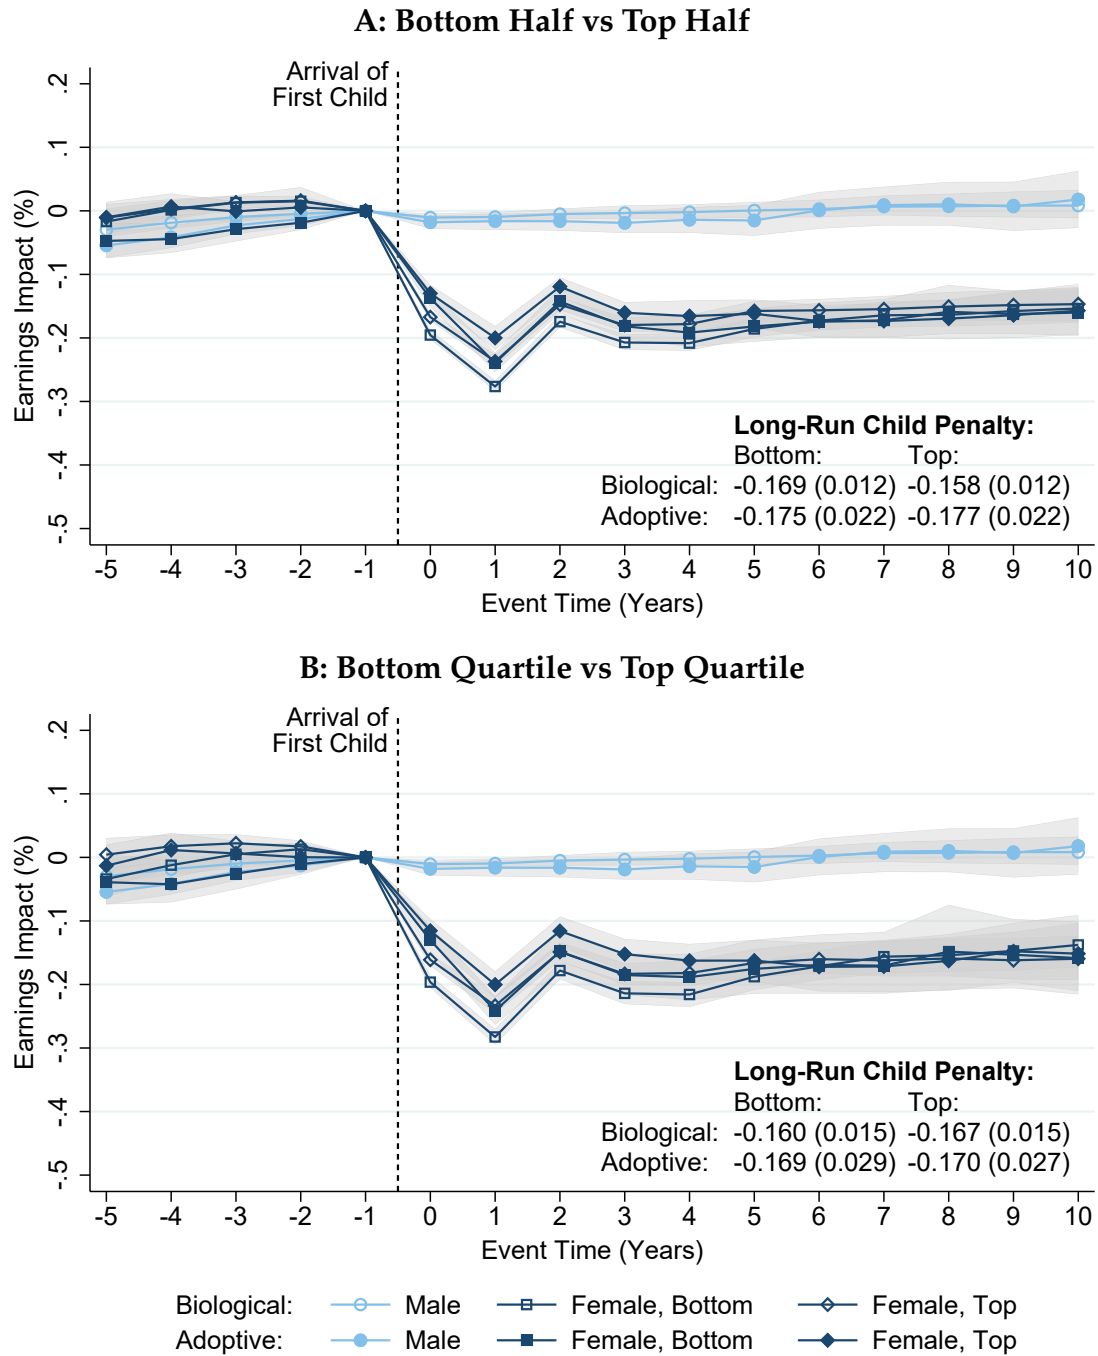 A: Bottom Half vs Top Half
Arrival of
First Child
.2
.1
0
-.1
-.2
-.3
-.4
-.5
Earnings Impact (%)
Long-Run Child Penalty:
Bottom: Top:
Biological: -0.169 (0.012) -0.158 (0.012)
Adoptive: -0.175 (0.022) -0.177 (0.022)
-5 -4 -3 -2 -1 0 1 2 3 4 5 6 7 8 9 10
Event Time (Years)
B: Bottom Quartile vs Top Quartile
Arrival of
First Child
.2
.1
0
-.1
-.2
-.3
-.4
-.5
Earnings Impact (%)
Long-Run Child Penalty:
Bottom: Top:
Biological: -0.160 (0.015) -0.167 (0.015)
Adoptive: -0.169 (0.029) -0.170 (0.027)
-5 -4 -3 -2 -1 0 1 2 3 4 5 6 7 8 9 10
Event Time (Years)
Biological: Male Female, Bottom Female, Top
Adoptive: Male Female, Bottom Female, Top